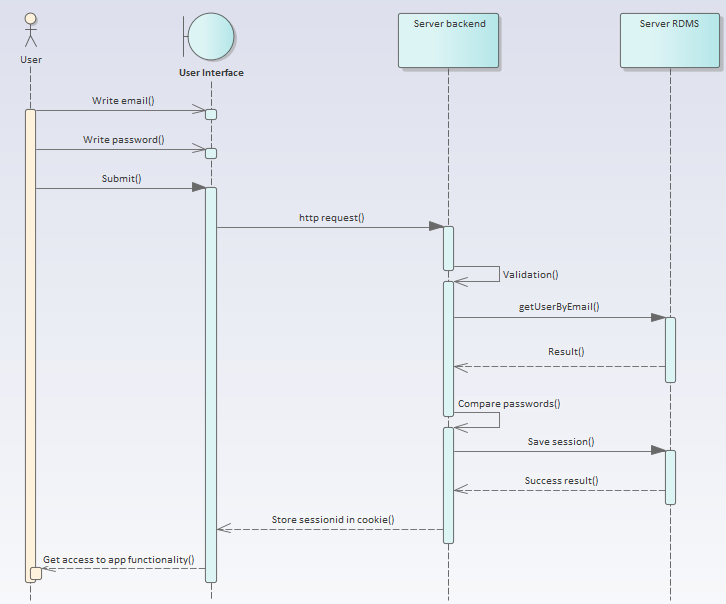 Server backend
Server RDMS
User
User Interface
Write email()
Write password()
Submit()
http request()
Validation()
getUserByEmail()
Result()
Compare passwords()
Save session()
Success result()
Store sessionid in cookie()
Get access to app functionality()